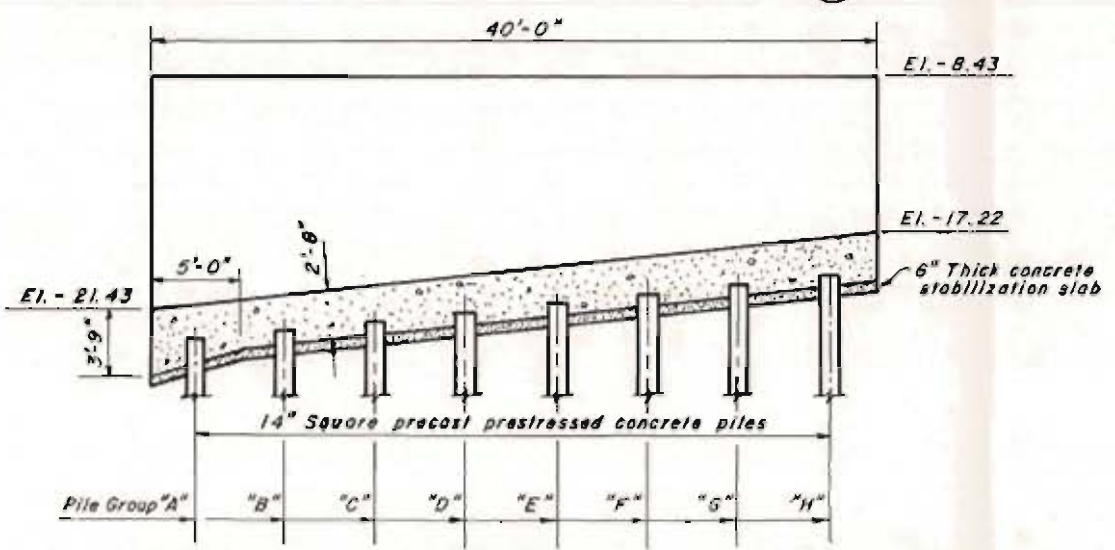 40'-0"
El.-8.43
El.-17.22
5'-0"
2'-8"
6" Thick concrete
stabilization slab
El.-21.43
3'-9"
14" Square precast prestressed concrete piles
Pile Group "A" "B" "C" "D" "E" "F" "G" "H"